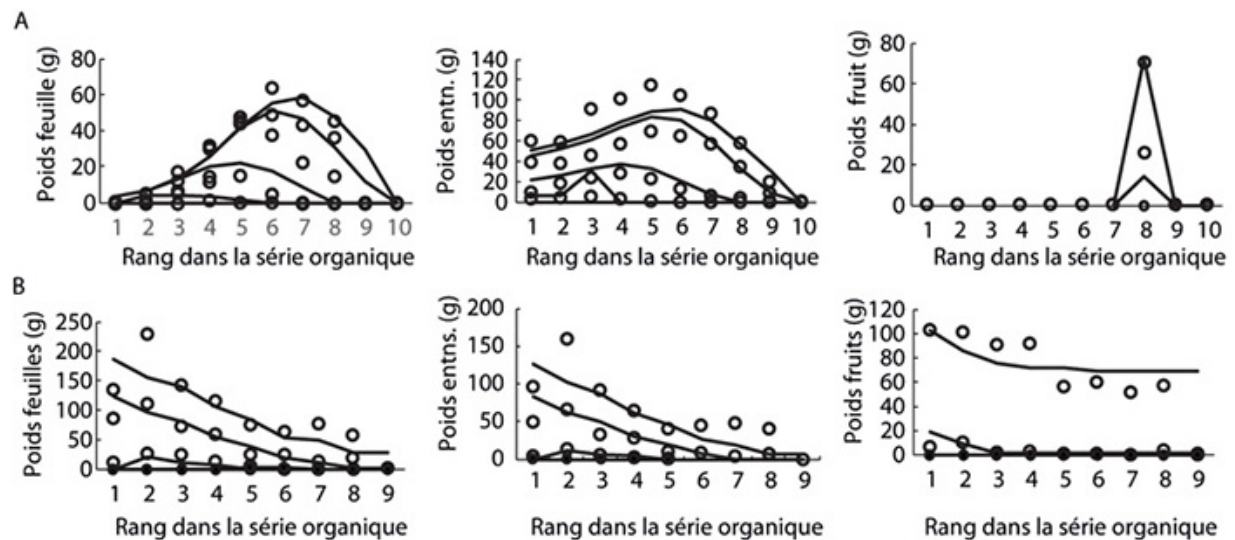 A
Poids feuille (g)
80
60
40
20
0
1 2 3 4 5 6 7 8 9 10
Rang dans la série organique
Poids entn. (g)
140
120
100
80
60
40
20
0
1 2 3 4 5 6 7 8 9 10
Rang dans la série organique
Poids fruit (g)
80
60
40
20
0
1 2 3 4 5 6 7 8 9 10
Rang dans la série organique
B
Poids feuilles (g)
250
200
150
100
50
0
1 2 3 4 5 6 7 8 9
Rang dans la série organique
Poids entns. (g)
200
150
100
50
0
1 2 3 4 5 6 7 8 9
Rang dans la série organique
Poids fruits (g)
120
100
80
60
40
20
0
1 2 3 4 5 6 7 8 9
Rang dans la série organique